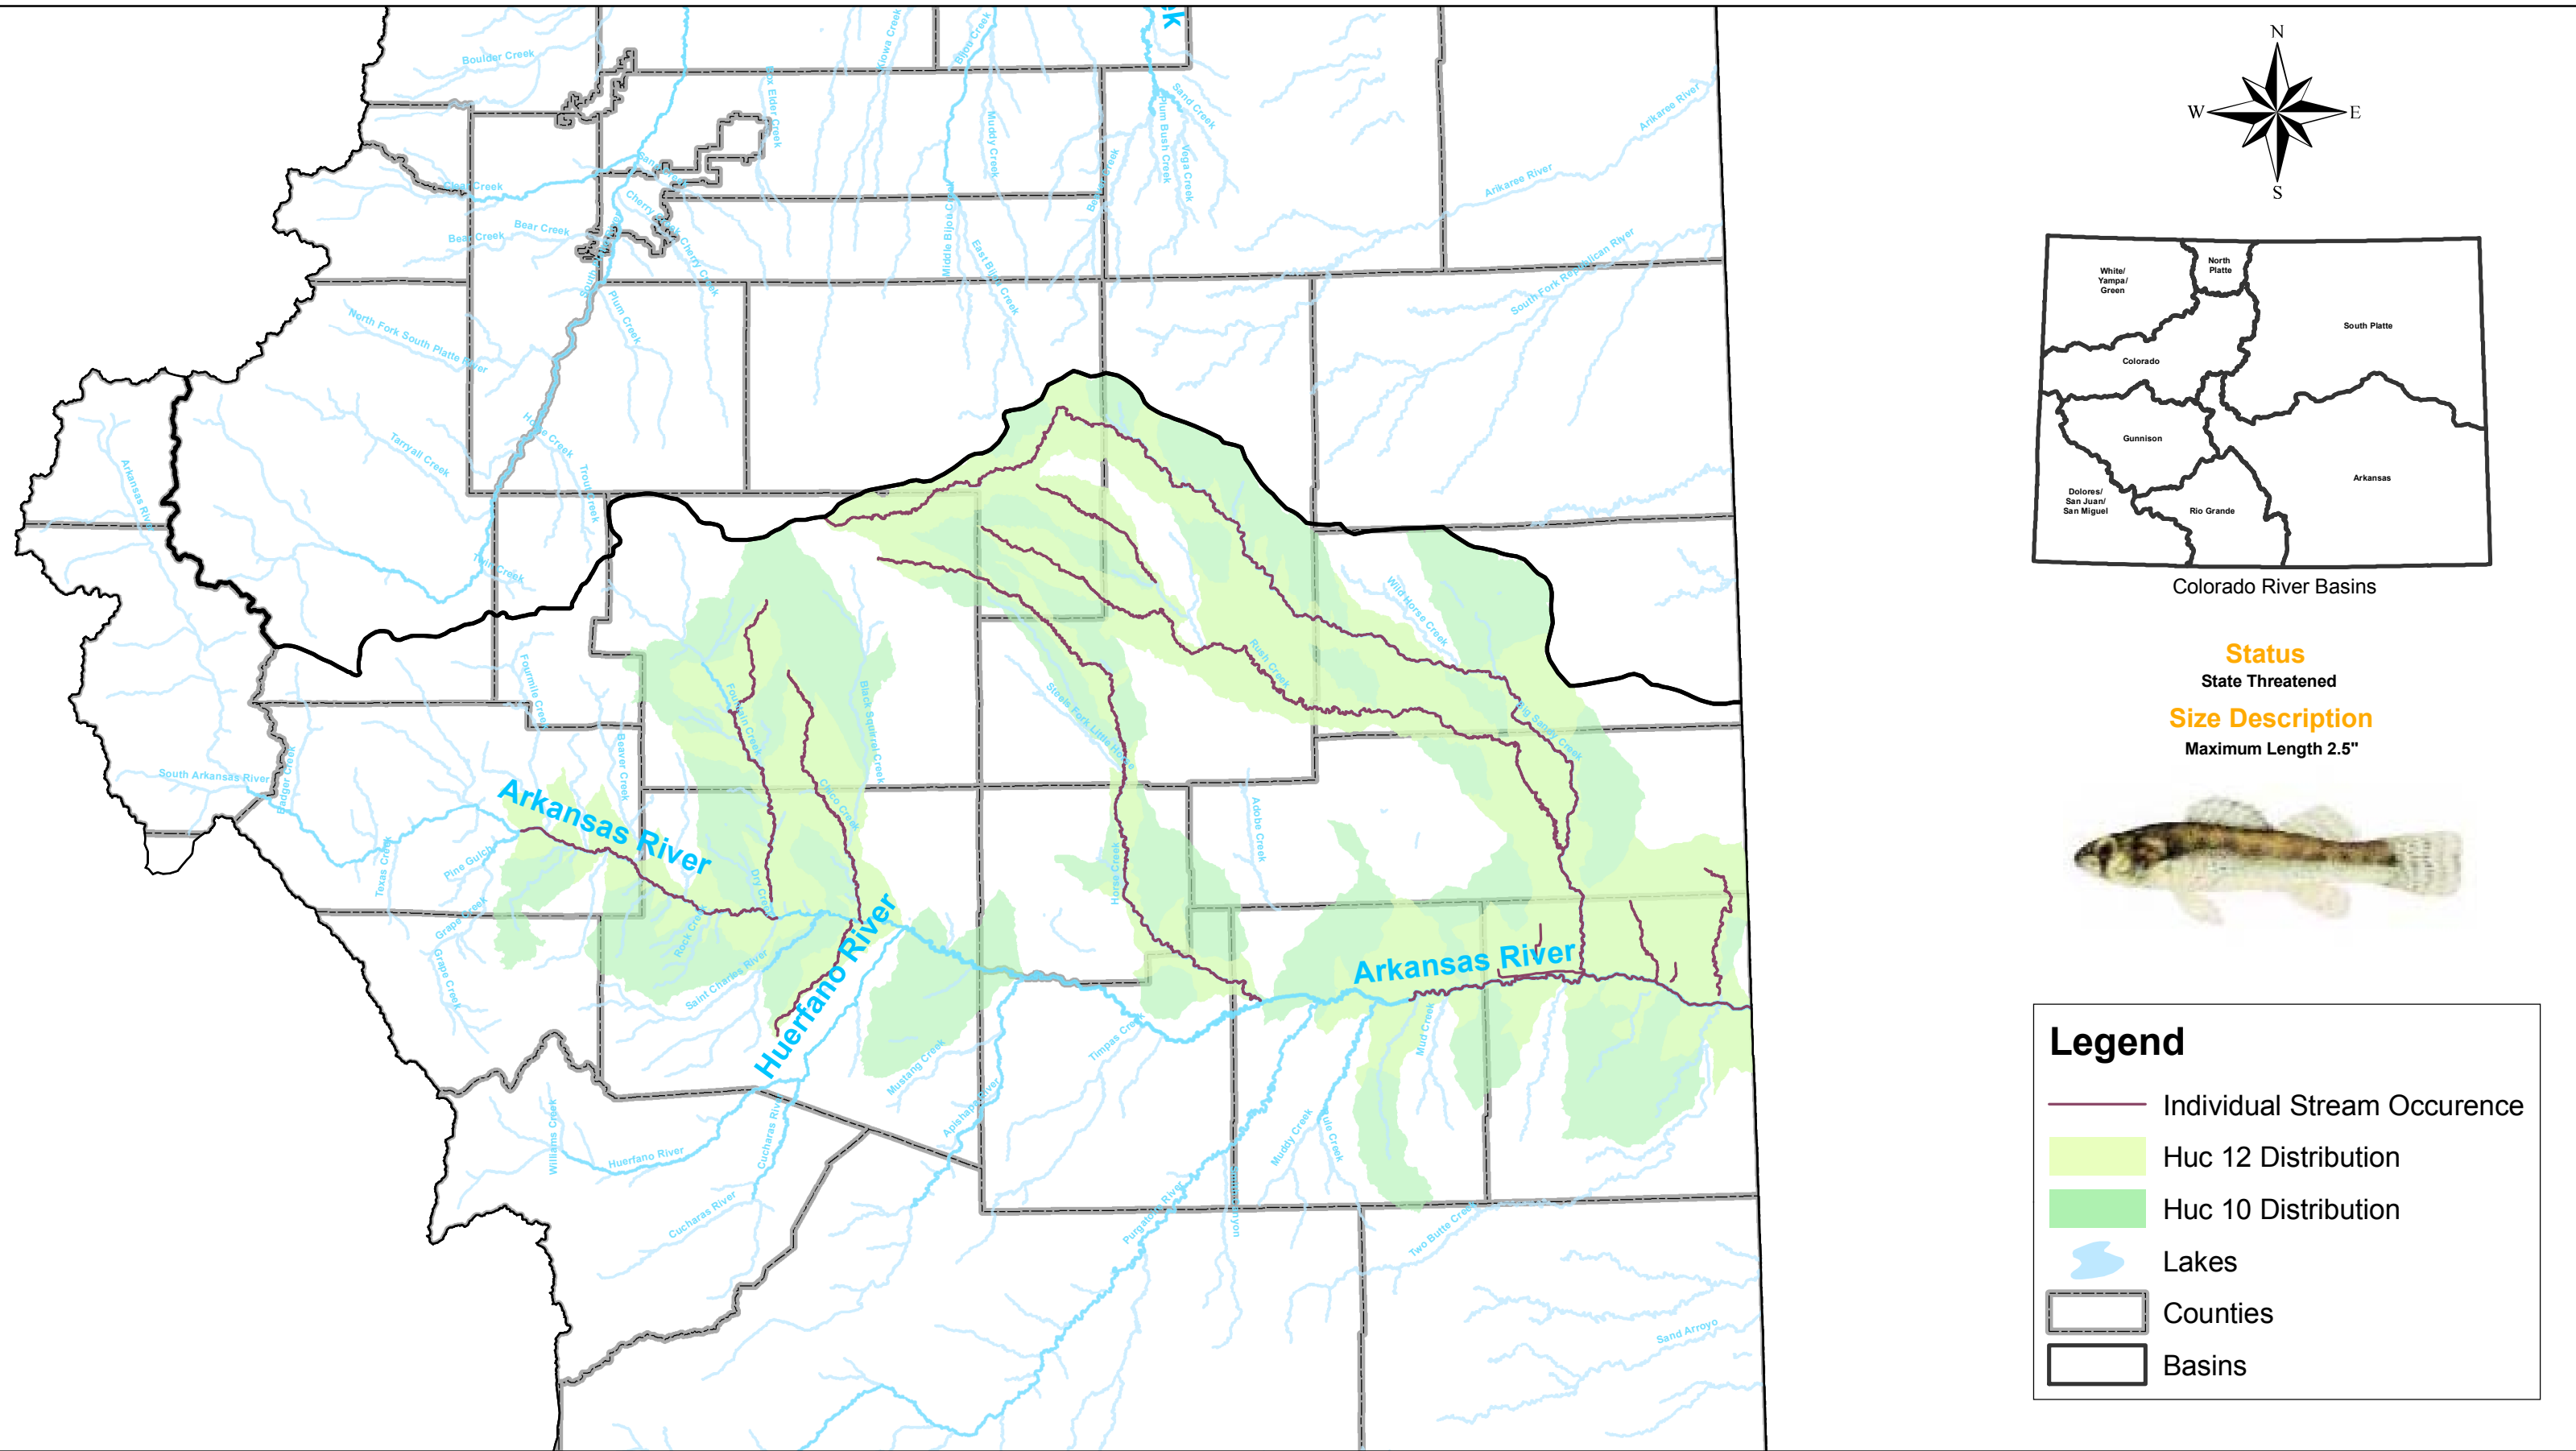 ek
Boulder Creek
Kiowa Creek
Bijou Creek
Box Elder Creek
Muddy Creek
Sand Creek
Plum Bush Creek
Vega Creek
Arikaree River
Arikaree River
Clear Creek
Bear Creek
Bear Creek
Cherry Creek
Middle Bijou Creek
East Bijou Creek
South Fork Republican River
Plum Creek
North Fork South Platte River
Tarryall Creek
Trout Creek
Twin Creek
Arkansas River
South Arkansas River
Badger Creek
Fourmile Creek
Beaver Creek
Texas Creek
Pine Gulch
Grape Creek
Grape Creek
Arkansas River
Fountain Creek
Black Squirrel Creek
Chico Creek
Dry Creek
Rock Creek
Saint Charles River
Huerfano River
Steels Fork Little Horse
Horse Creek
Rush Creek
Wild Horse Creek
Big Sandy Creek
Adobe Creek
Arkansas River
Mud Creek
Timpas Creek
Mustang Creek
Apishapa River
Williams Creek
Huerfano River
Cucharas River
Cucharas River
Purgatoire River
Muddy Creek
Rule Creek
Two Butte Creek
Sand Arroyo
N
W
E
S
White/
Yampa/
Green
North
Platte
South Platte
Colorado
Gunnison
Arkansas
Dolores/
San Juan/
San Miguel
Rio Grande
Colorado River Basins
Status
State Threatened
Size Description
Maximum Length 2.5"
Legend
Individual Stream Occurence
Huc 12 Distribution
Huc 10 Distribution
Lakes
Counties
Basins